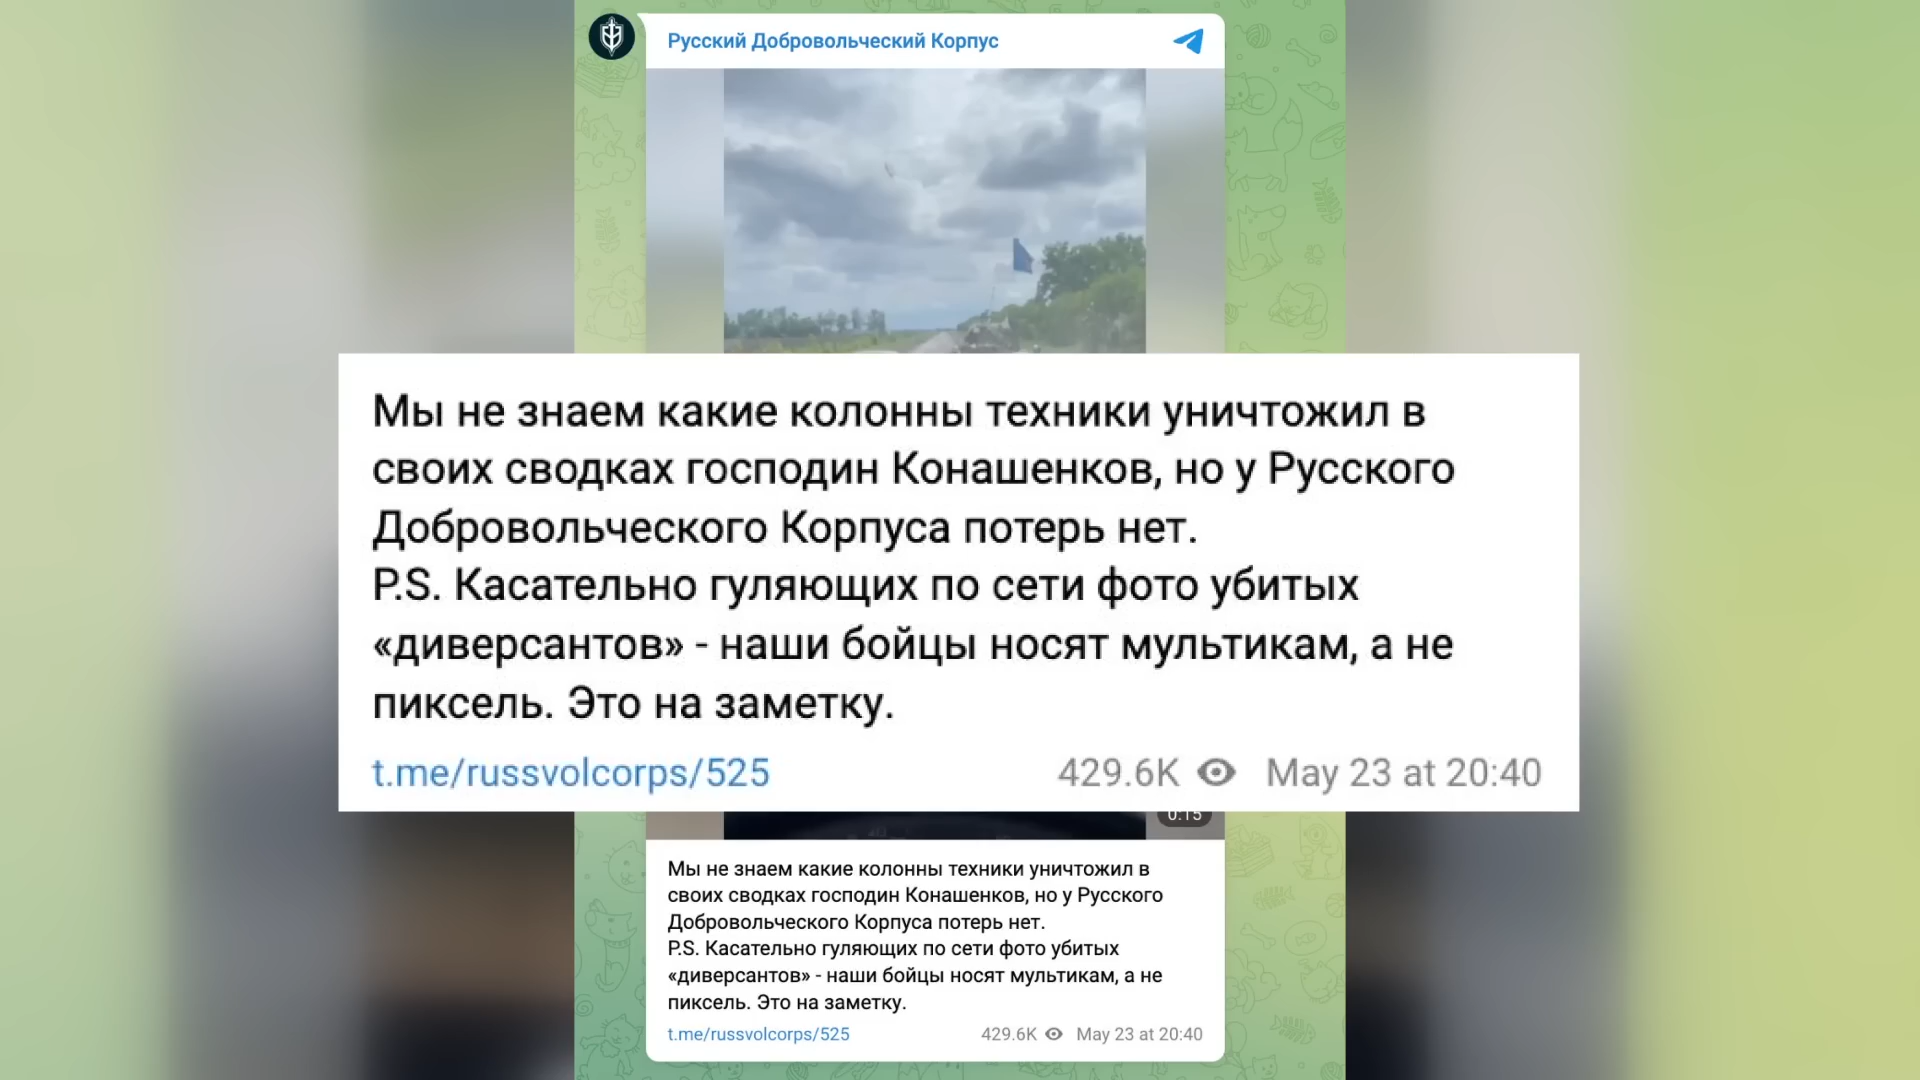 Русский Добровольческий Корпус
Мы не знаем какие колонны техники уничтожил в
своих сводках господин Конашенков, но у Русского
Добровольческого Корпуса потерь нет.
P.S. Касательно гуляющих по сети фото убитых
«диверсантов» - наши бойцы носят мультикам, а не
пиксель. Это на заметку.
t.me/russvolcorps/525 429.6K May 23 at 20:40
0:15
Мы не знаем какие колонны техники уничтожил в
своих сводках господин Конашенков, но у Русского
Добровольческого Корпуса потерь нет.
P.S. Касательно гуляющих по сети фото убитых
«диверсантов» - наши бойцы носят мультикам, а не
пиксель. Это на заметку.
t.me/russvolcorps/525 429.6K May 23 at 20:40